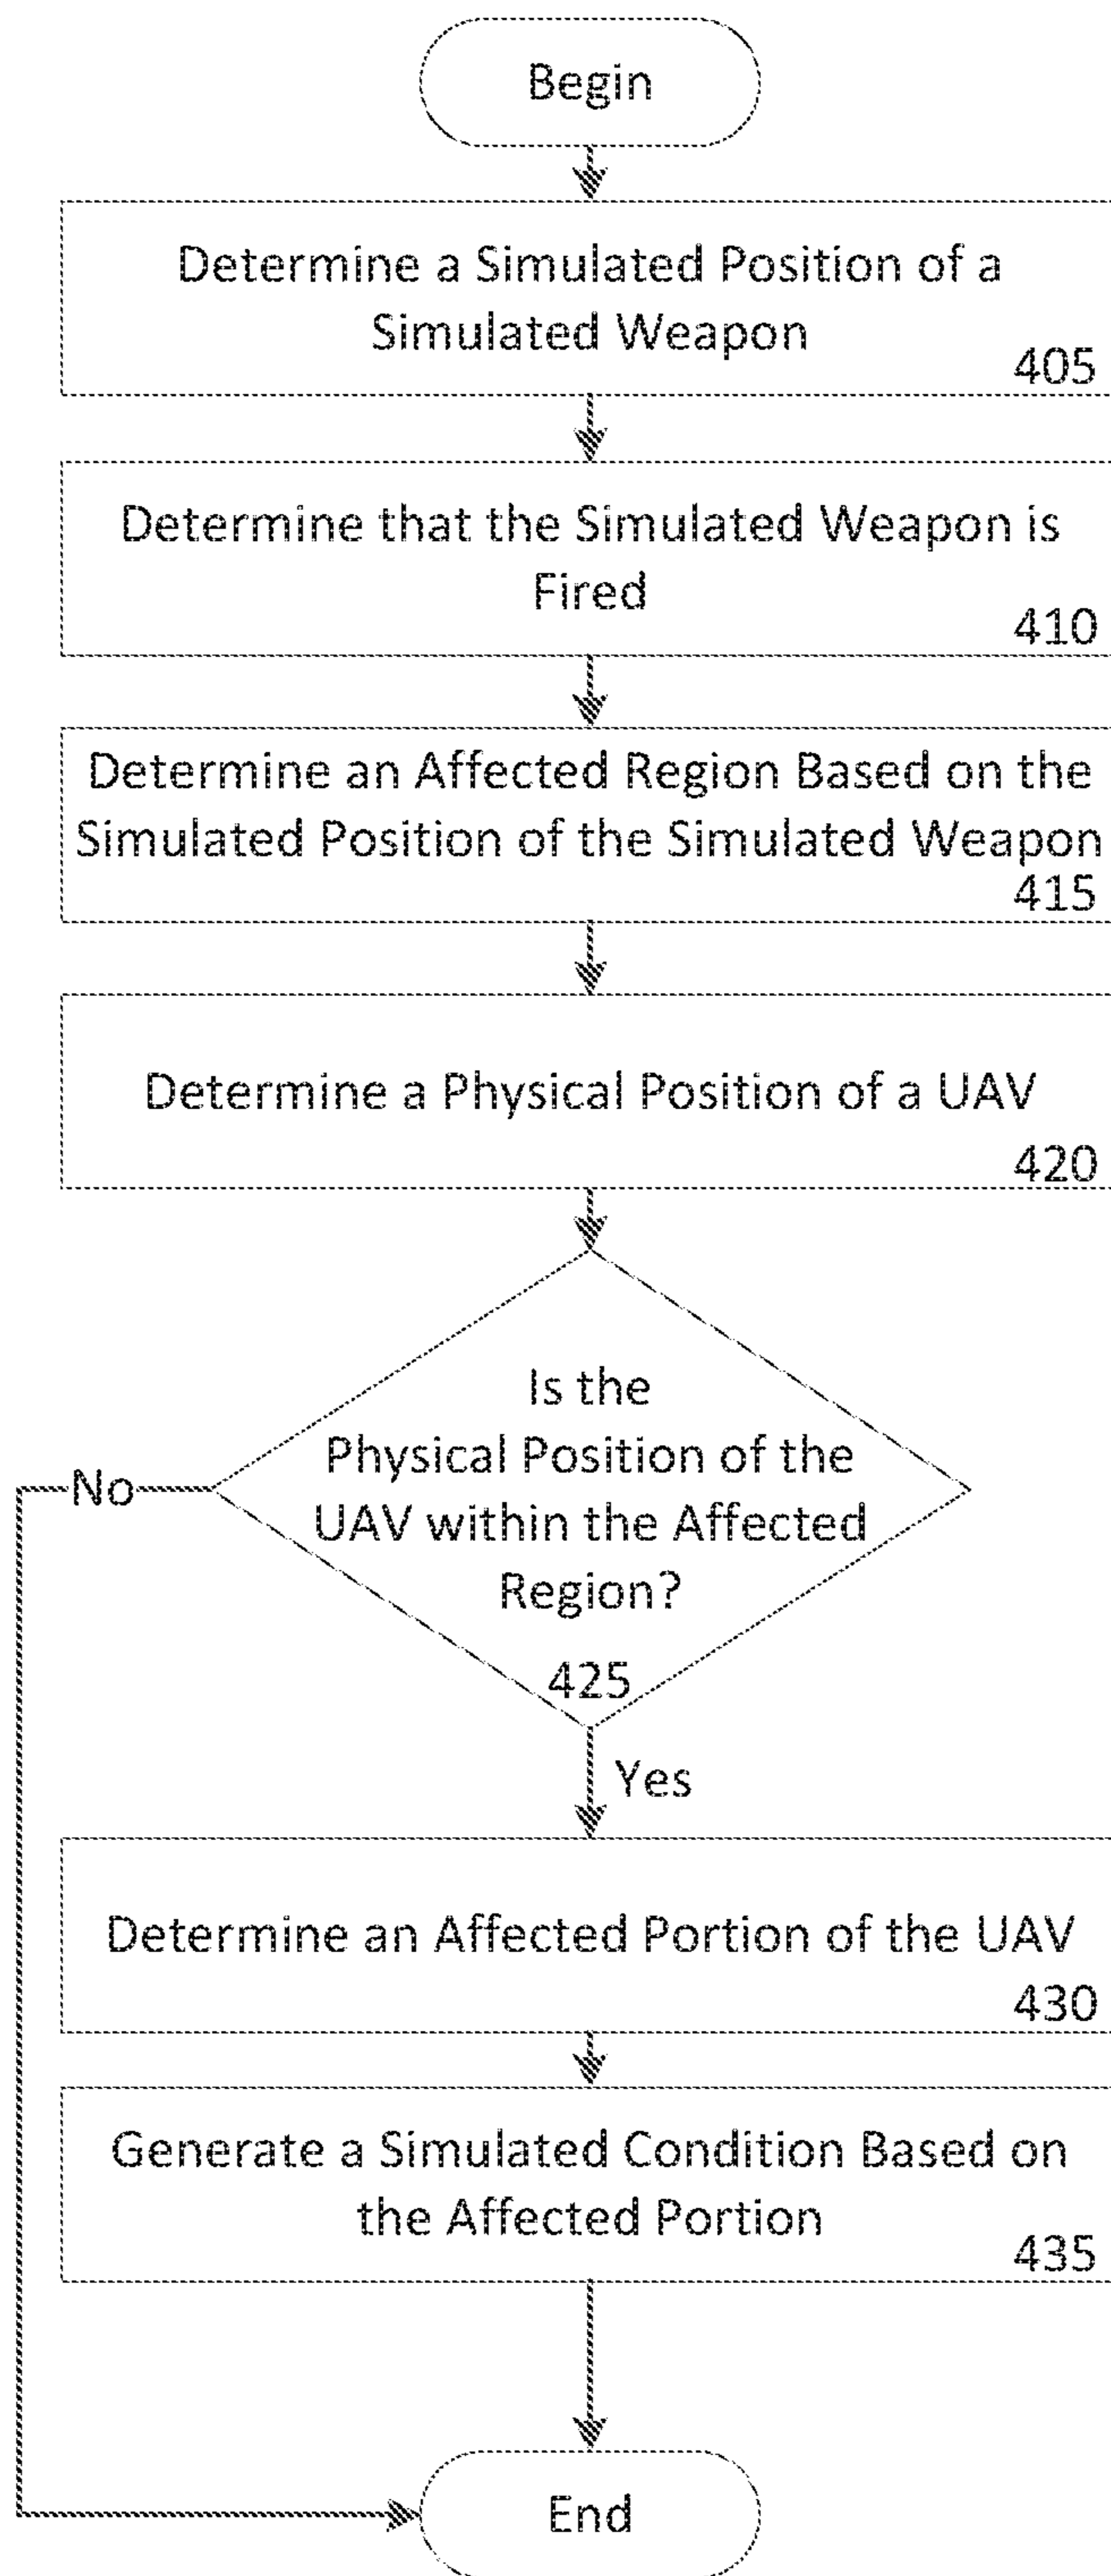 Begin
Determine a Simulated Position of a
Simulated Weapon
405
Determine that the Simulated Weapon is
Fired
410
Determine an Affected Region Based on the
Simulated Position of the Simulated Weapon
415
Determine a Physical Position of a UAV
420
Is the
Physical Position of the
UAV within the Affected
Region?
425
No
Yes
Determine an Affected Portion of the UAV
430
Generate a Simulated Condition Based on
the Affected Portion
435
End